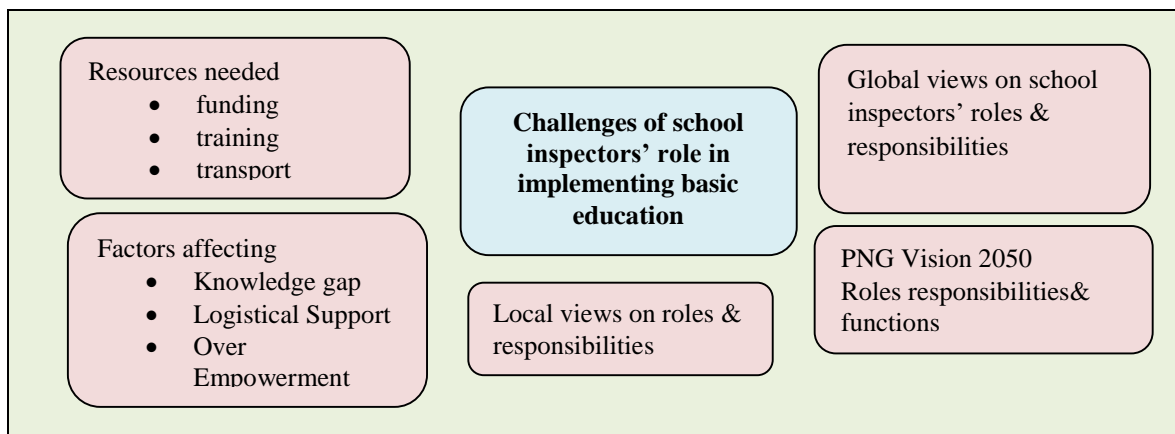 Resources needed
• funding
• training
• transport
Factors affecting
• Knowledge gap
• Logistical Support
• Over
Empowerment
Challenges of school
inspectors’ role in
implementing basic
education
Local views on roles &
responsibilities
Global views on school
inspectors’ roles &
responsibilities
PNG Vision 2050
Roles responsibilities&
functions